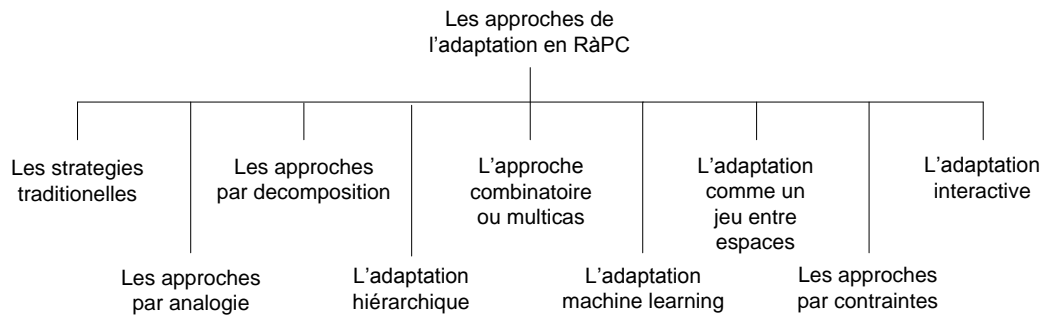 Les approches de
l'adaptation en RàPC
Les strategies
traditionelles
Les approches
par analogie
Les approches
par decomposition
L'adaptation
hiérarchique
L'approche
combinatoire
ou multicas
L'adaptation
machine learning
L'adaptation
comme un
jeu entre
espaces
Les approches
par contraintes
L'adaptation
interactive